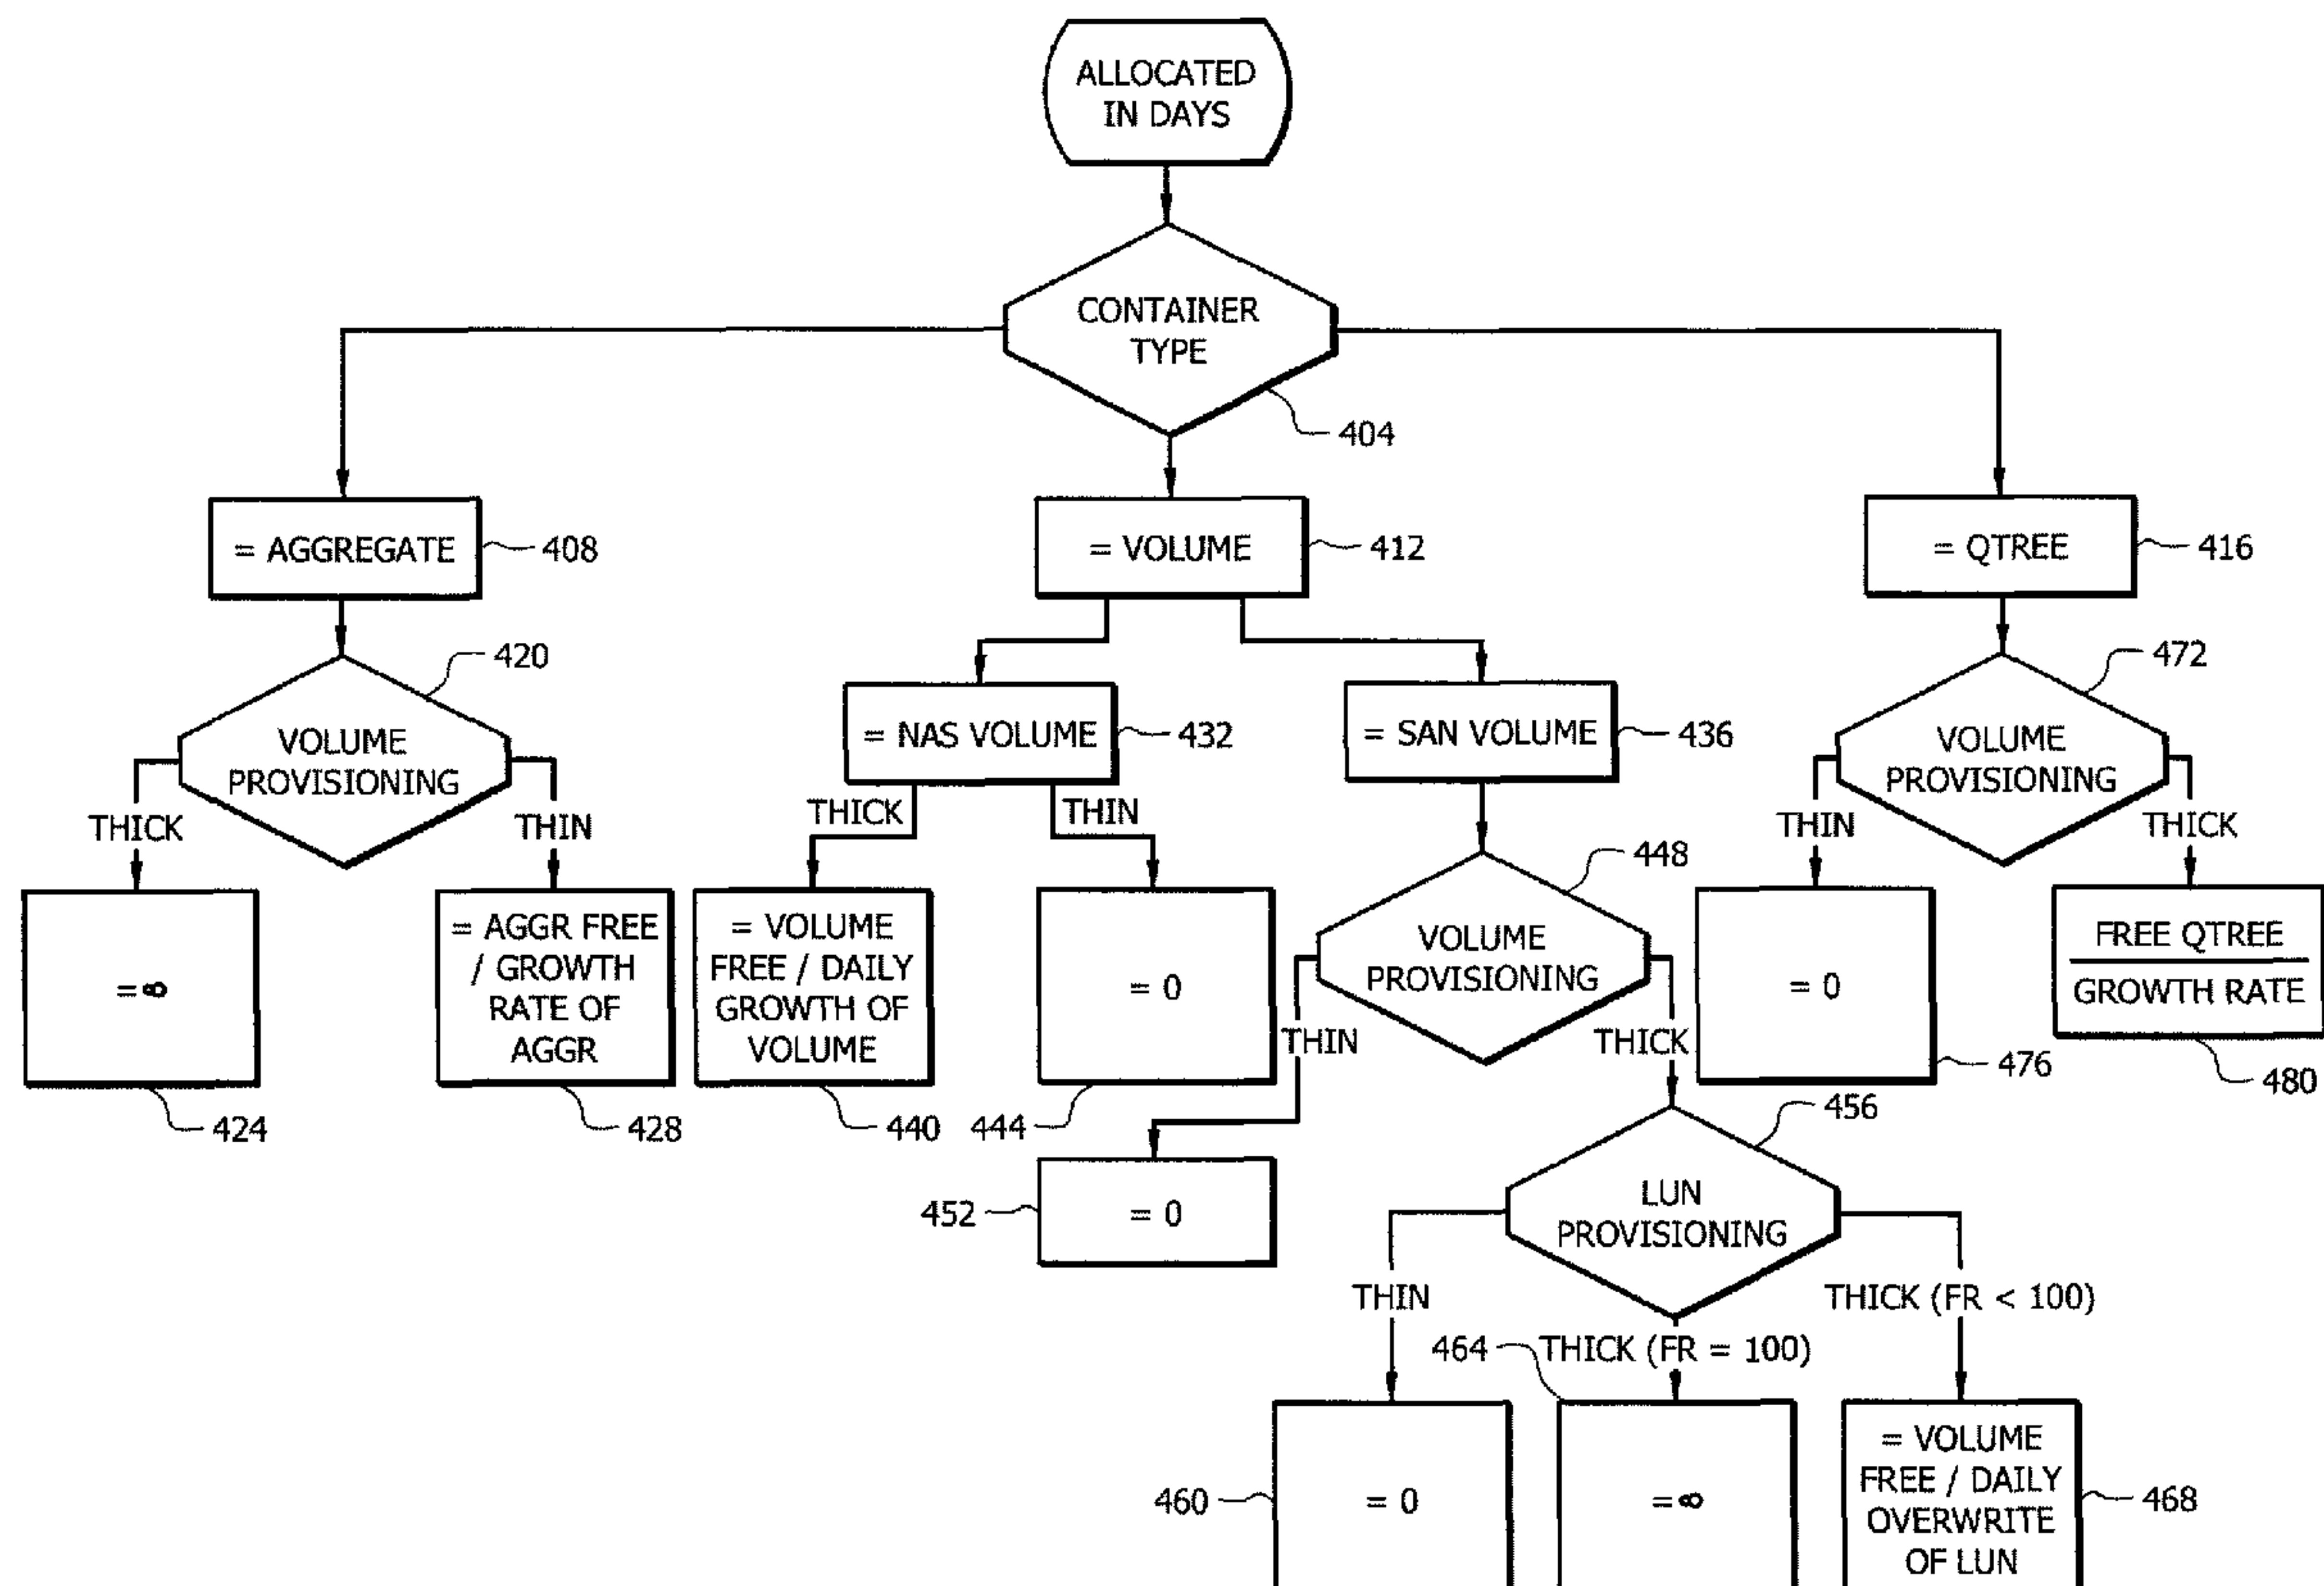 ALLOCATED
IN DAYS
CONTAINER
TYPE
404
= AGGREGATE
408
= VOLUME
412
= QTREE
416
420
VOLUME
PROVISIONING
THICK
THIN
= NAS VOLUME
432
= SAN VOLUME
436
472
VOLUME
PROVISIONING
THIN
THICK
THICK
THIN
448
VOLUME
PROVISIONING
THIN
THICK
= ∞
424
= AGGR FREE
/ GROWTH
RATE OF
AGGR
428
= VOLUME
FREE / DAILY
GROWTH OF
VOLUME
440
= 0
444
= 0
476
FREE QTREE
GROWTH RATE
480
452
= 0
456
LUN
PROVISIONING
THIN
THICK (FR = 100)
THICK (FR < 100)
460
= 0
464
= ∞
= VOLUME
FREE / DAILY
OVERWRITE
OF LUN
468